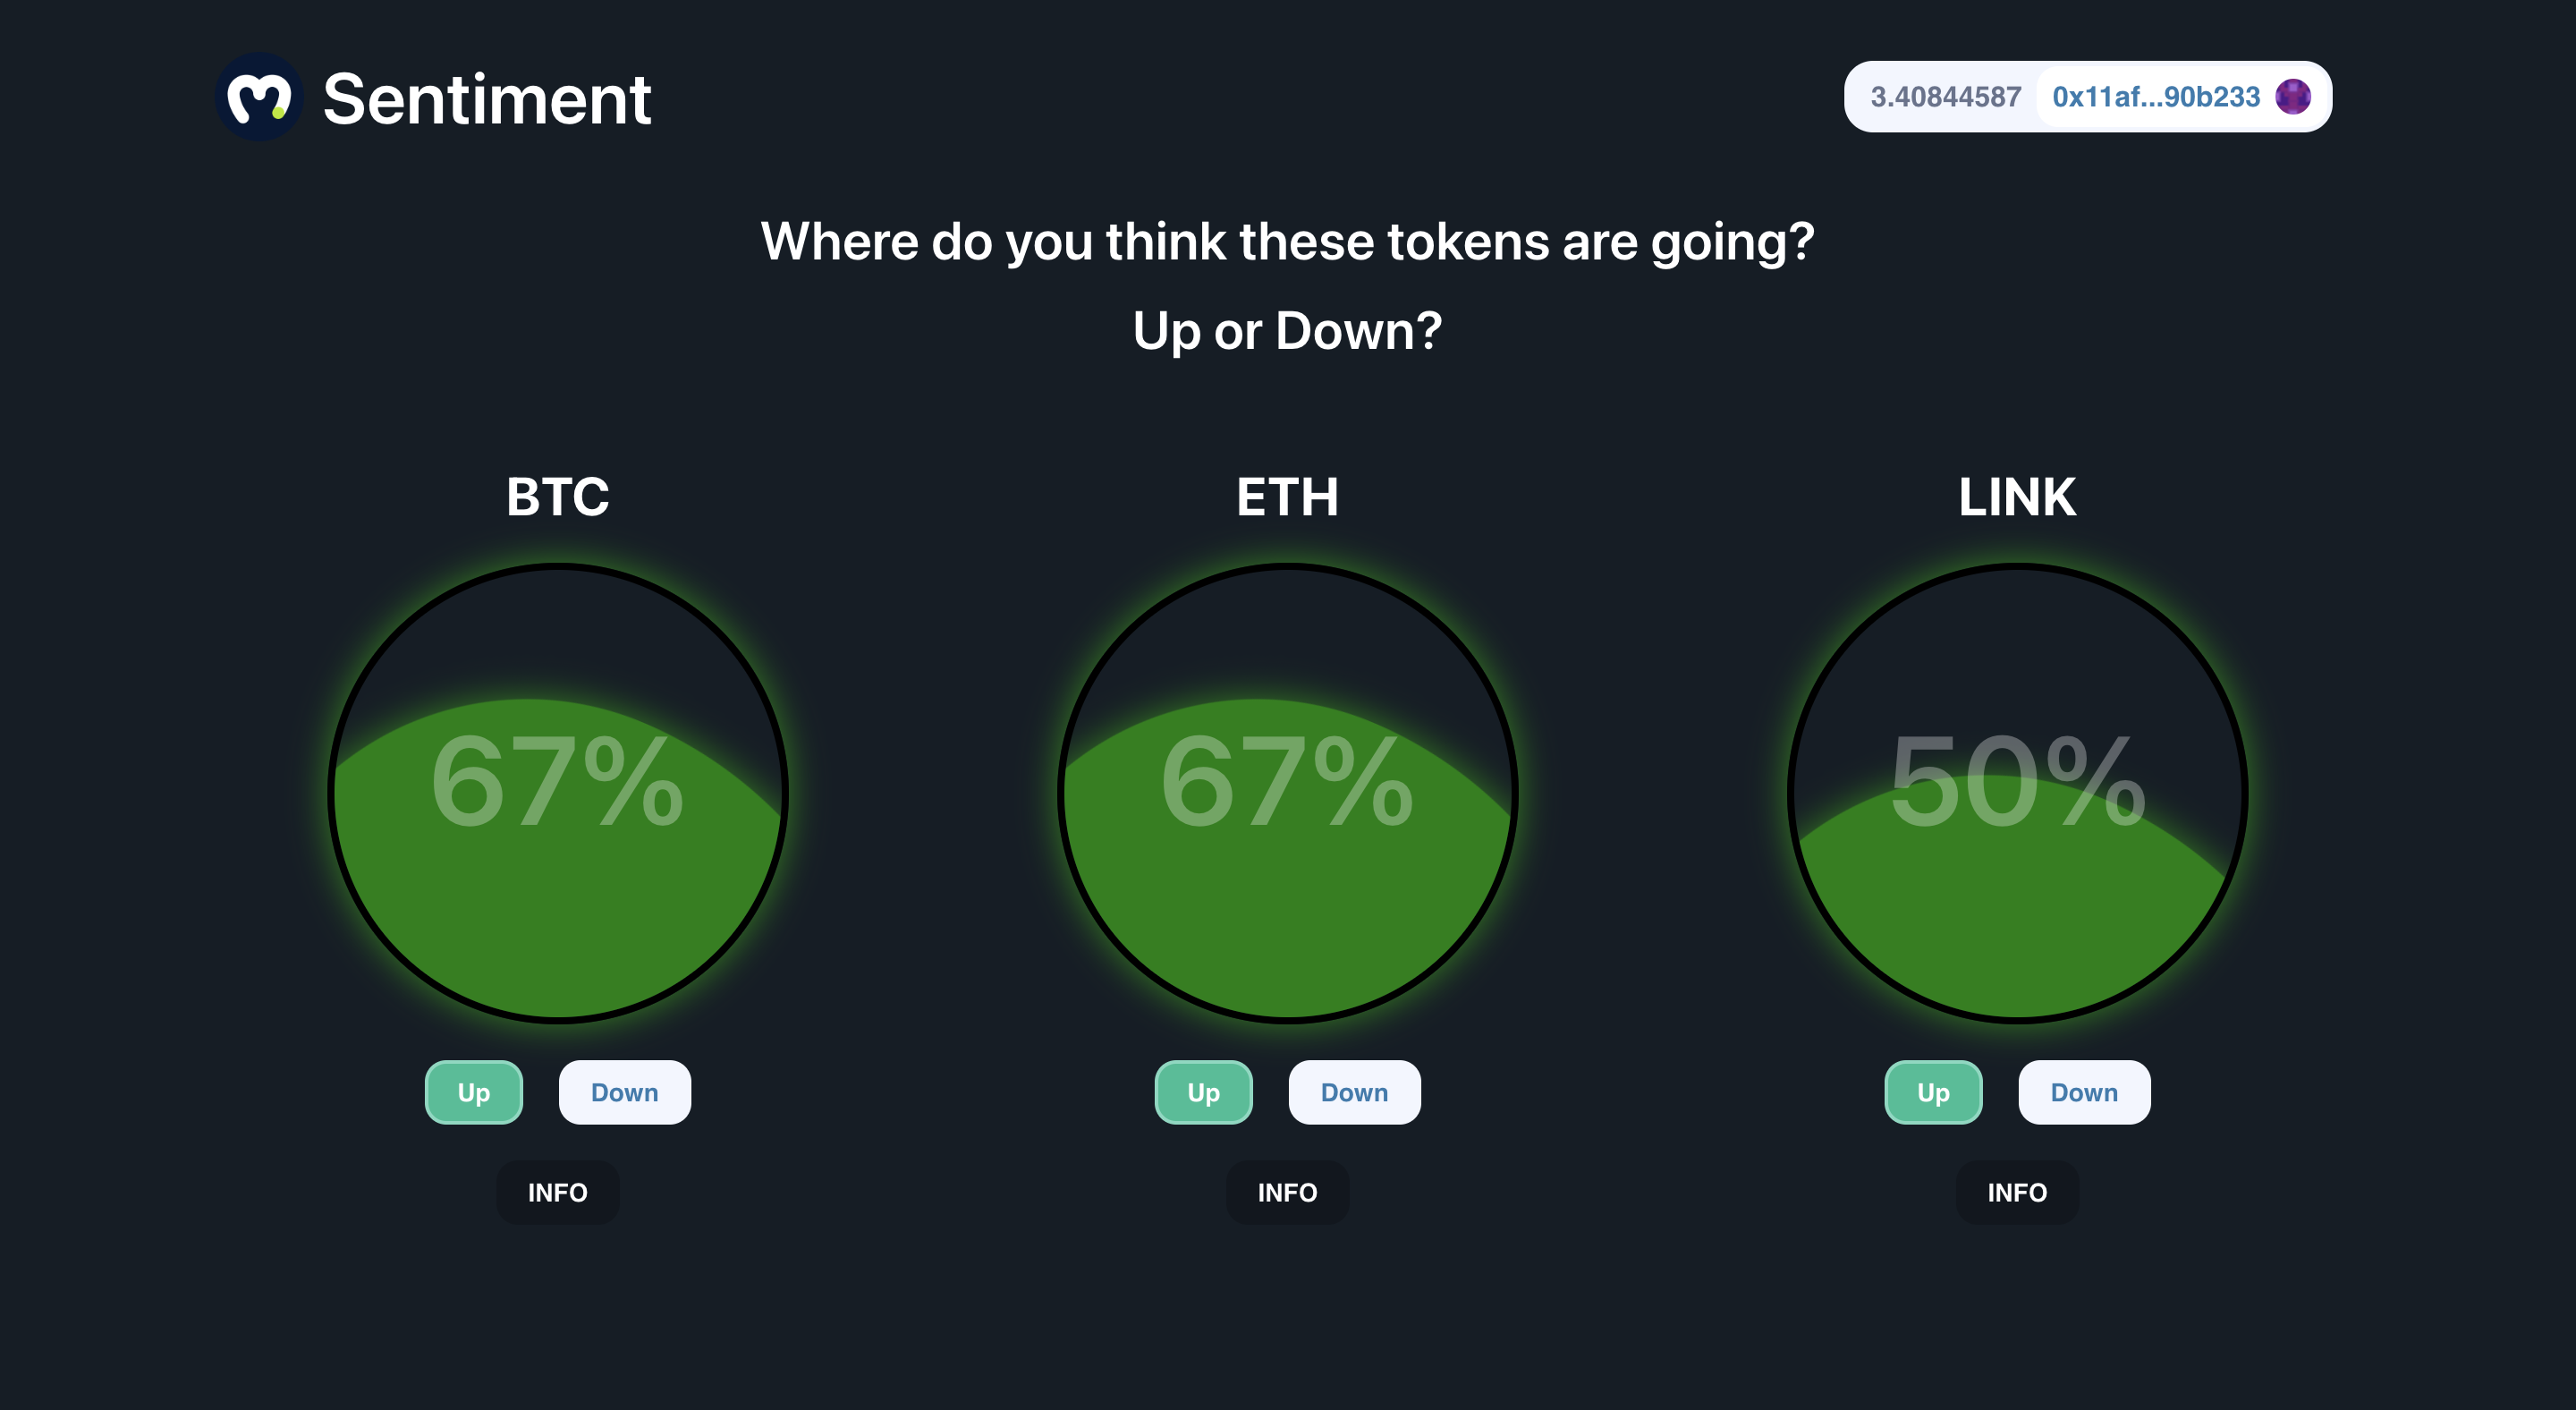 Sentiment
3.40844587 0x11af...90b233
Where do you think these tokens are going?
Up or Down?
BTC ETH LINK
67% 67% 50%
Up Down Up Down Up Down
INFO INFO INFO